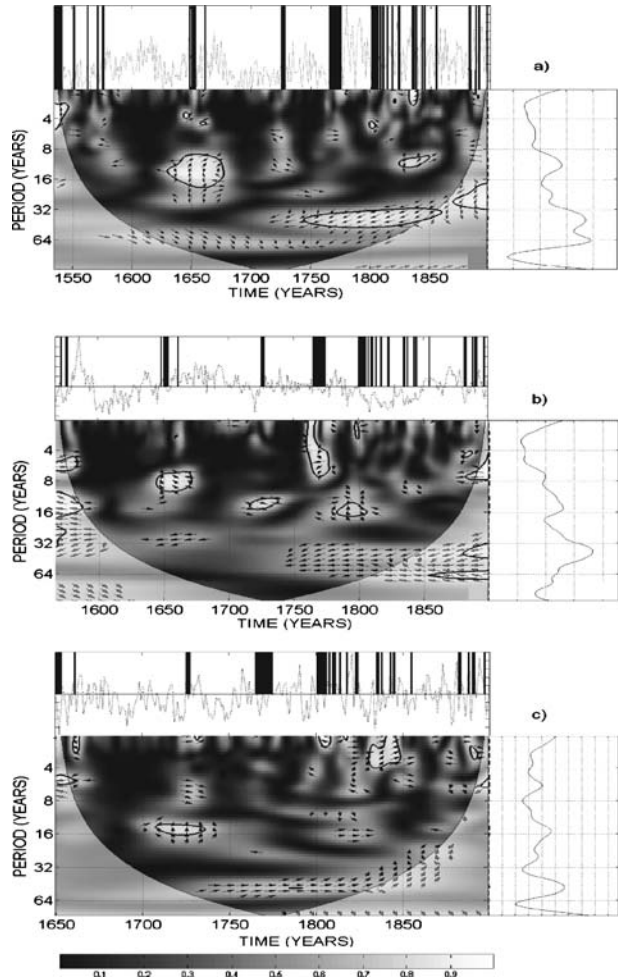 a)
PERIOD (YEARS)
4
8
16
32
64
1550 1600 1650 1700 1750 1800 1850
TIME (YEARS)
b)
PERIOD (YEARS)
4
8
16
32
64
1600 1650 1700 1750 1800 1850
TIME (YEARS)
c)
PERIOD (YEARS)
4
8
16
32
64
1650 1700 1750 1800 1850
TIME (YEARS)
0.1 0.2 0.3 0.4 0.5 0.6 0.7 0.8 0.9